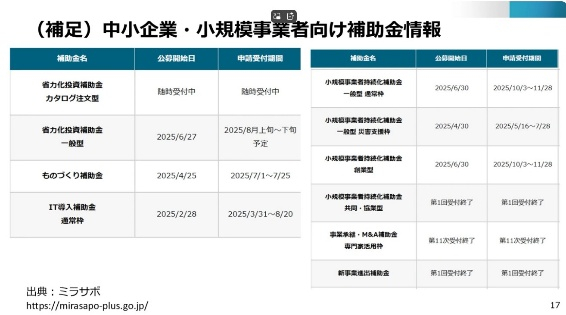 （補足）中小企業・小規模事業者向け補助金情報
補助金名 公募開始日 申請受付期間
省力化投資補助金
カタログ注文型 随時受付中 随時受付中
省力化投資補助金
一般型 2025/6/27 2025/8月上旬～下旬
予定
ものづくり補助金 2025/4/25 2025/7/1～7/25
IT導入補助金
通常枠 2025/2/28 2025/3/31～8/20
補助金名 公募開始日 申請受付期間
小規模事業者持続化補助金
一般型 通常枠 2025/6/30 2025/10/3～11/28
小規模事業者持続化補助金
一般型 災害支援枠 2025/4/30 2025/5/16～7/28
小規模事業者持続化補助金
創業型 2025/6/30 2025/10/3～11/28
小規模事業者持続化補助金
共同・協業型 第1回受付終了 第1回受付終了
事業承継・M&A補助金
専門家活用枠 第11次受付終了 第11次受付終了
新事業進出補助金 第1回受付終了 第1回受付終了
出典：ミラサポ
https://mirasapo-plus.go.jp/
17